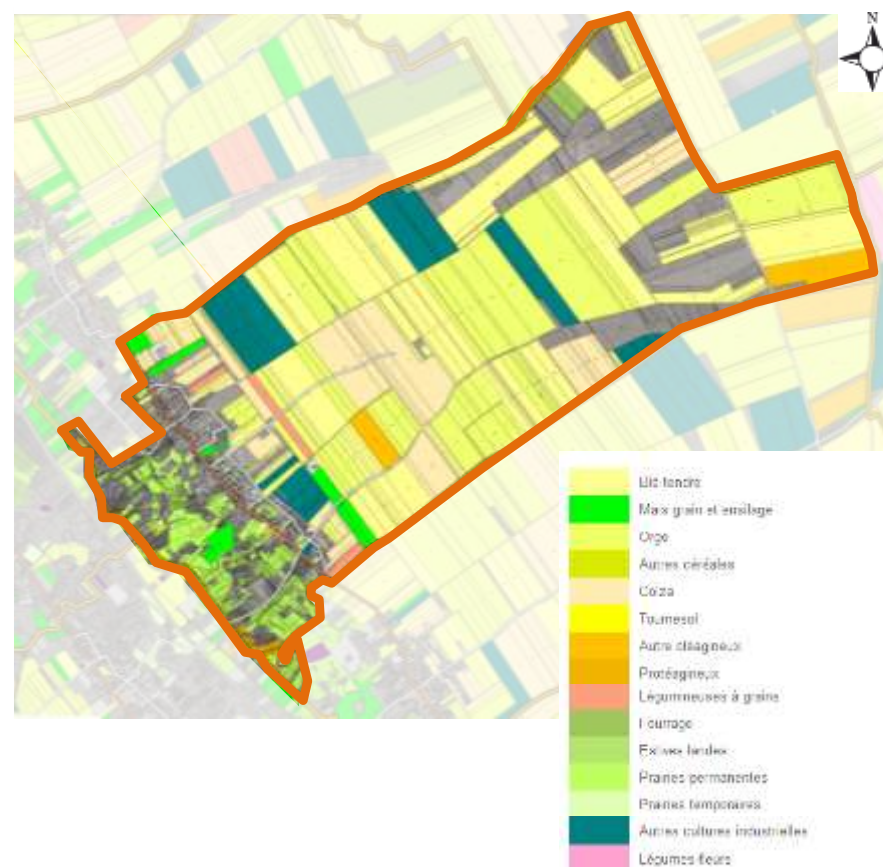 N
Blé tendre
Maïs grain et ensilage
Orge
Autres céréales
Colza
Tournesol
Autre oléagineux
Protéagineux
Légumineuses à grains
Fourrage
Estives landes
Prairies permanentes
Prairies temporaires
Autres cultures industrielles
Légumes-fleurs